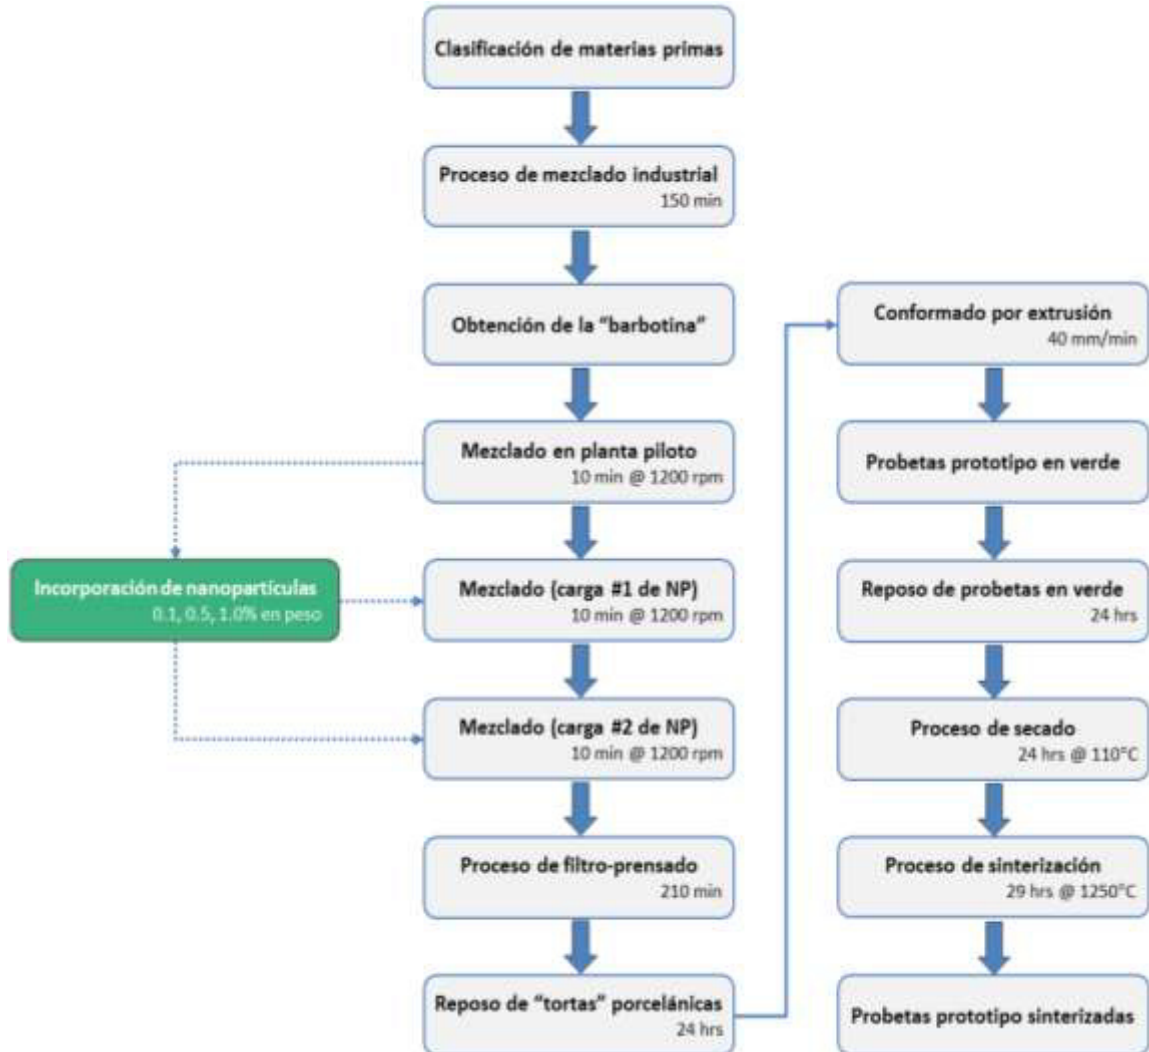 Clasificación de materias primas
Proceso de mezclado industrial
150 min
Obtención de la “barbotina”
Mezclado en planta piloto
10 min @ 1200 rpm
Incorporación de nanopartículas
0.1, 0.5, 1.0% en peso
Mezclado (carga #1 de NP)
10 min @ 1200 rpm
Mezclado (carga #2 de NP)
10 min @ 1200 rpm
Proceso de filtro-prensado
210 min
Reposo de “tortas” porcelánicas
24 hrs
Conformado por extrusión
40 mm/min
Probetas prototipo en verde
Reposo de probetas en verde
24 hrs
Proceso de secado
24 hrs @ 110°C
Proceso de sinterización
29 hrs @ 1250°C
Probetas prototipo sinterizadas